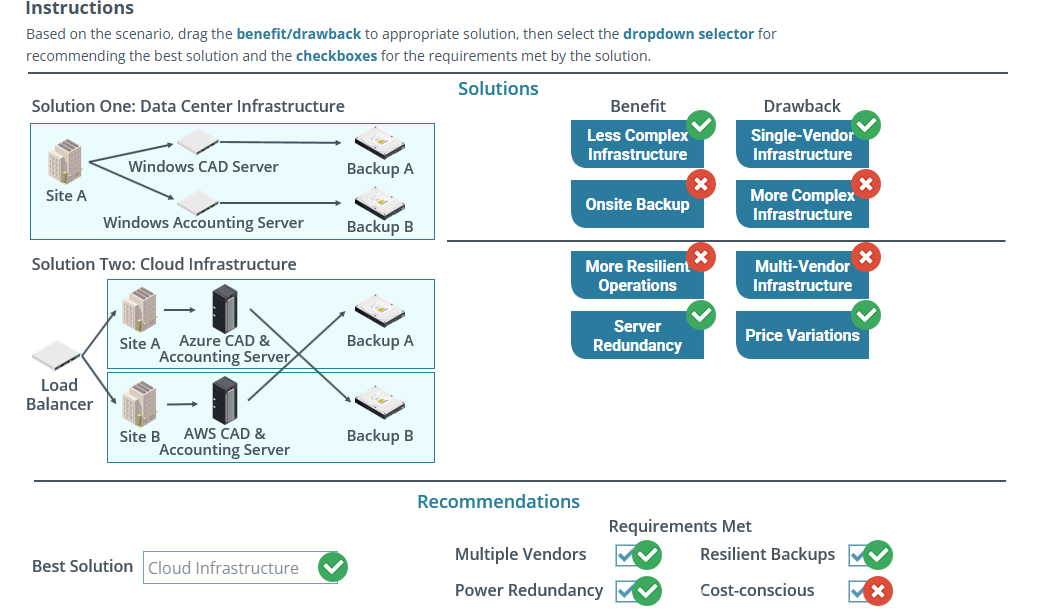 Instructions
Based on the scenario, drag the benefit/drawback to appropriate solution, then select the dropdown selector for
recommending the best solution and the checkboxes for the requirements met by the solution.
Solutions
Solution One: Data Center Infrastructure
Benefit
Drawback
Site A
Windows CAD Server
Backup A
Windows Accounting Server
Backup B
Less Complex
Infrastructure
Single-Vendor
Infrastructure
Onsite Backup
More Complex
Infrastructure
Solution Two: Cloud Infrastructure
Load
Balancer
Site A
Azure CAD &
Accounting Server
Backup A
Site B
AWS CAD &
Accounting Server
Backup B
More Resilient
Operations
Multi-Vendor
Infrastructure
Server
Redundancy
Price Variations
Recommendations
Best Solution
Cloud Infrastructure
Requirements Met
Multiple Vendors
Resilient Backups
Power Redundancy
Cost-conscious